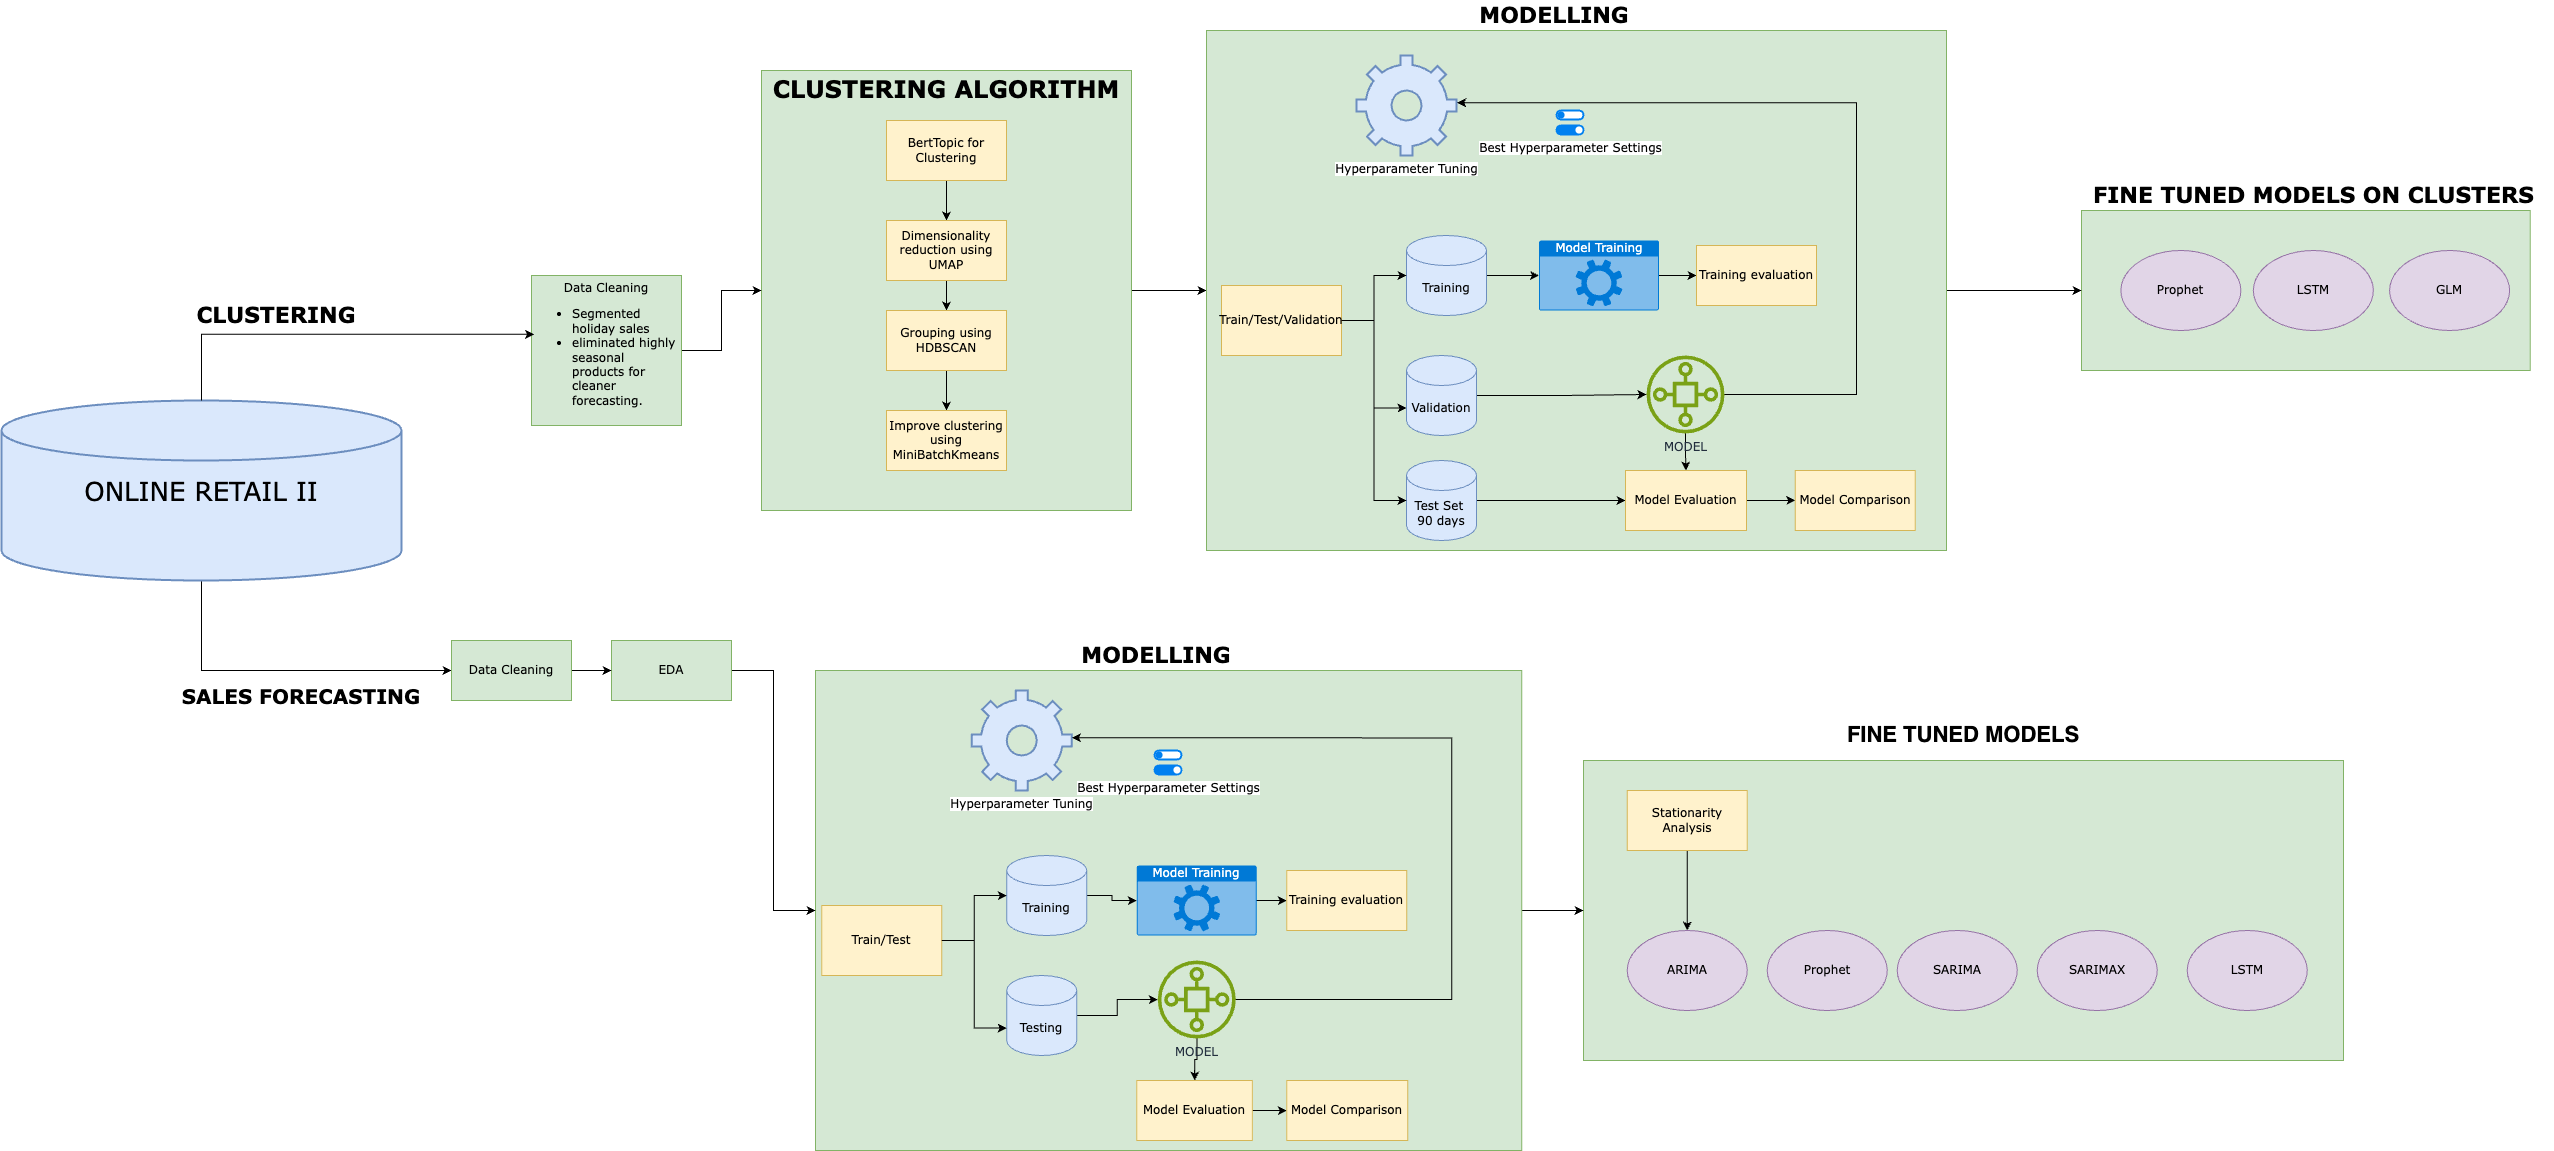 MODELLING
CLUSTERING ALGORITHM
BertTopic for
Clustering
Dimensionality
reduction using
UMAP
Grouping using
HDBSCAN
Improve clustering
using
MiniBatchKmeans
Hyperparameter Tuning
Best Hyperparameter Settings
Train/Test/Validation
Training
Model Training
Training evaluation
Validation
MODEL
Test Set
90 days
Model Evaluation
Model Comparison
FINE TUNED MODELS ON CLUSTERS
Prophet
LSTM
GLM
CLUSTERING
Data Cleaning
• Segmented
holiday sales
• eliminated highly
seasonal
products for
cleaner
forecasting.
ONLINE RETAIL II
SALES FORECASTING
Data Cleaning
EDA
MODELLING
Hyperparameter Tuning
Best Hyperparameter Settings
Train/Test
Training
Model Training
Training evaluation
Testing
MODEL
Model Evaluation
Model Comparison
FINE TUNED MODELS
Stationarity
Analysis
ARIMA
Prophet
SARIMA
SARIMAX
LSTM